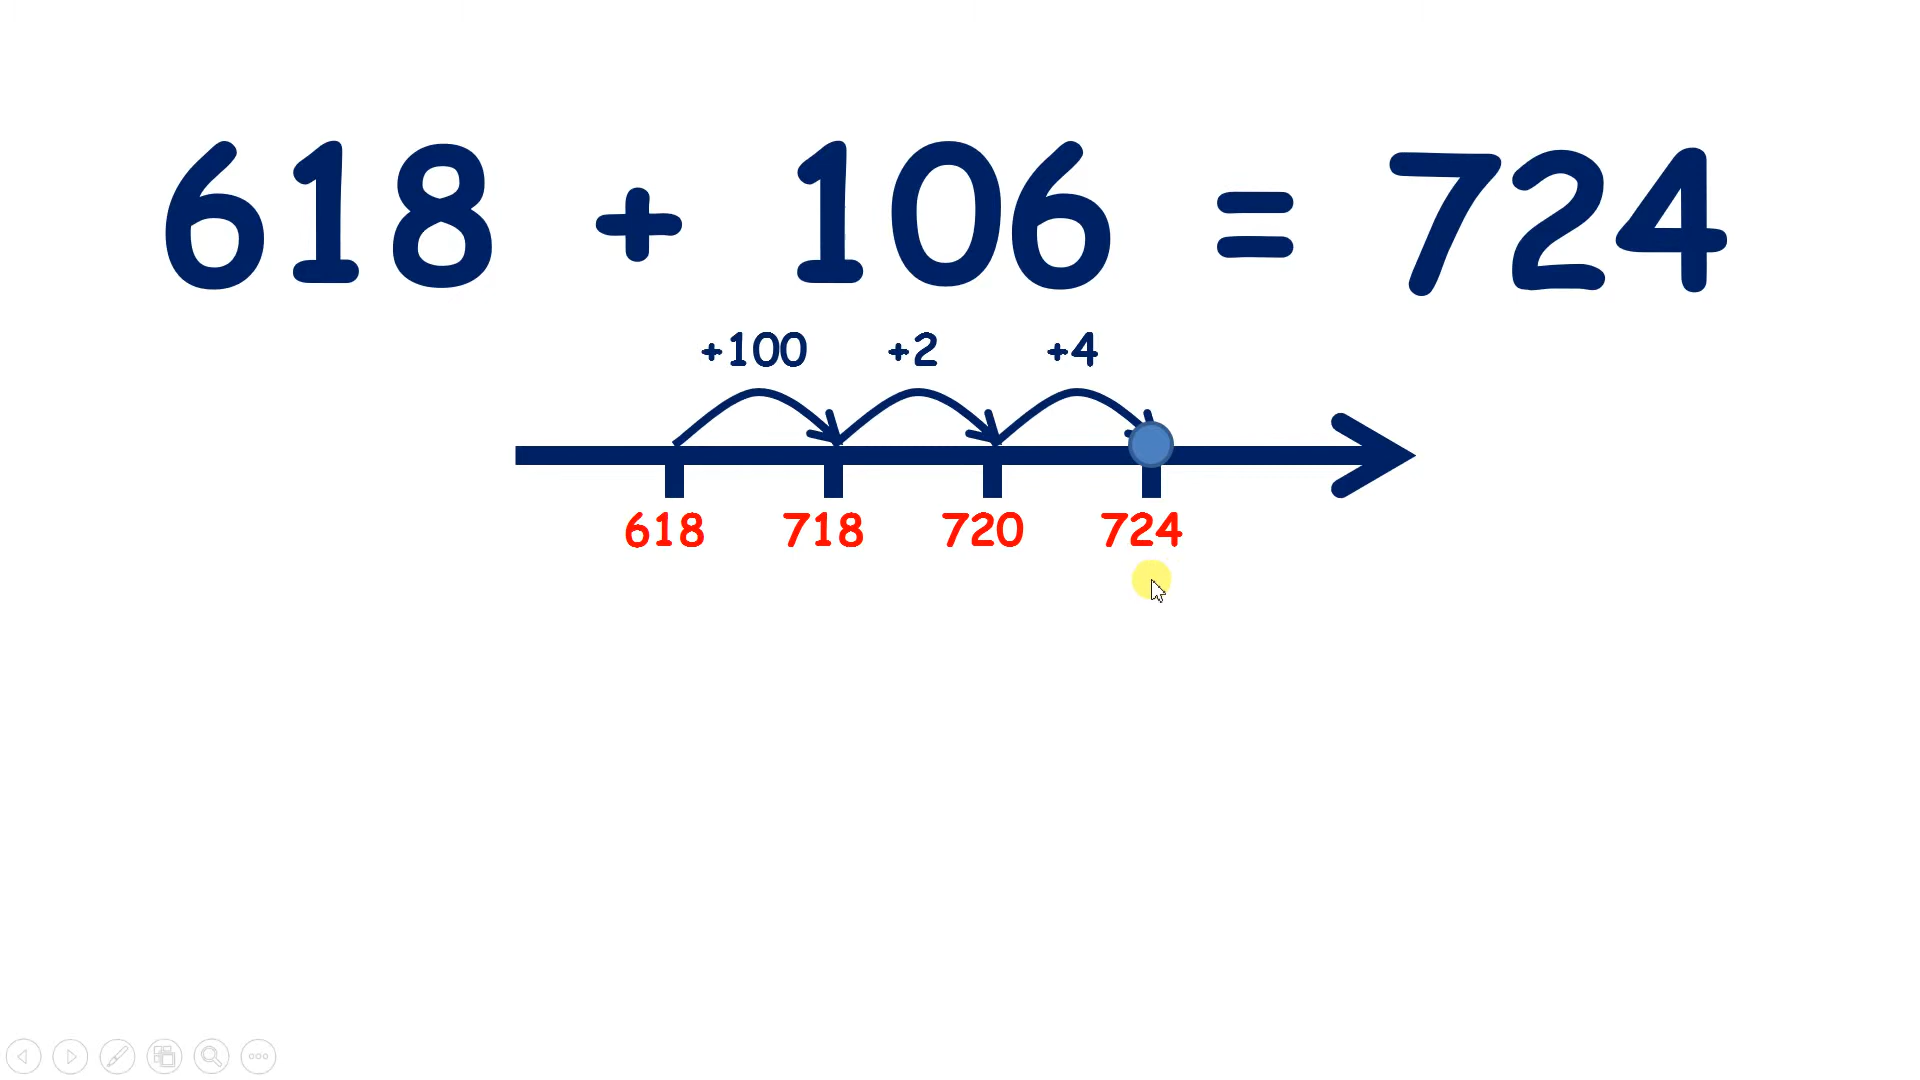 618 + 106 = 724
+100 +2 +4
618 718 720 724